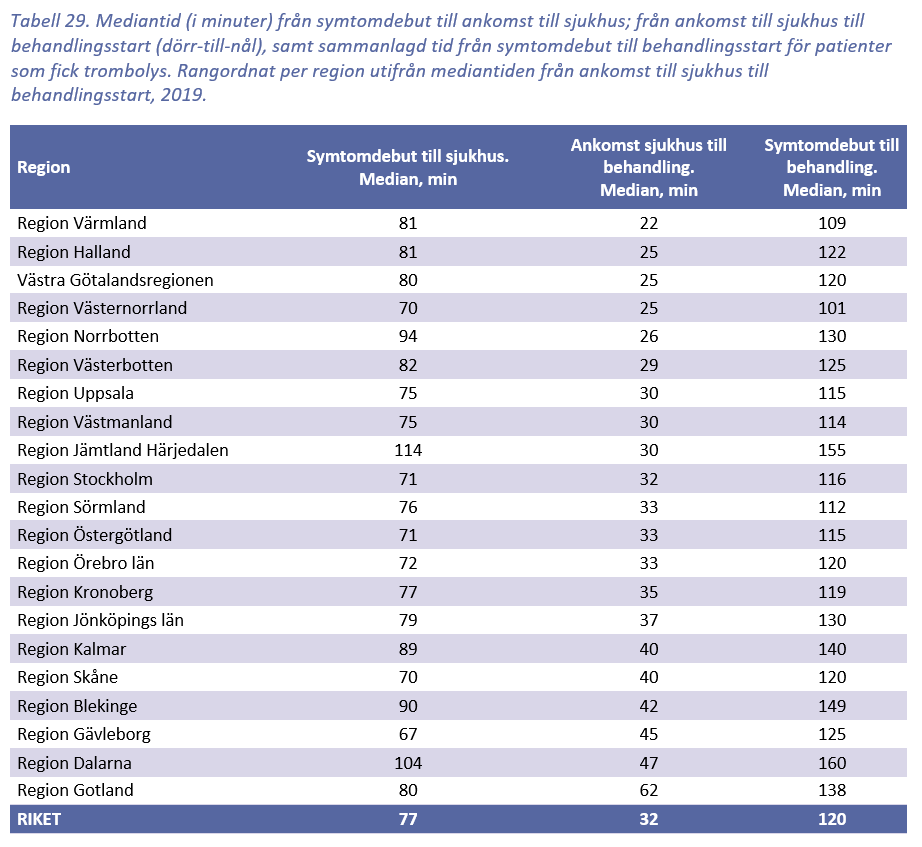 Tabell 29. Mediantid (i minuter) från symtomdebut till ankomst till sjukhus; från ankomst till sjukhus till
behandlingsstart (dörr-till-nål), samt sammanlagd tid från symtomdebut till behandlingsstart för patienter
som fick trombolys. Rangordnat per region utifrån mediantiden från ankomst till sjukhus till
behandlingsstart, 2019.
Region Symtomdebut till sjukhus. Median, min Ankomst sjukhus till behandling. Median, min Symtomdebut till behandling. Median, min
Region Värmland 81 22 109
Region Halland 81 25 122
Västra Götalandsregionen 80 25 120
Region Västernorrland 70 25 101
Region Norrbotten 94 26 130
Region Västerbotten 82 29 125
Region Uppsala 75 30 115
Region Västmanland 75 30 114
Region Jämtland Härjedalen 114 30 155
Region Stockholm 71 32 116
Region Sörmland 76 33 112
Region Östergötland 71 33 115
Region Örebro län 72 33 120
Region Kronoberg 77 35 119
Region Jönköpings län 79 37 130
Region Kalmar 89 40 140
Region Skåne 70 40 120
Region Blekinge 90 42 149
Region Gävleborg 67 45 125
Region Dalarna 104 47 160
Region Gotland 80 62 138
RIKET 77 32 120